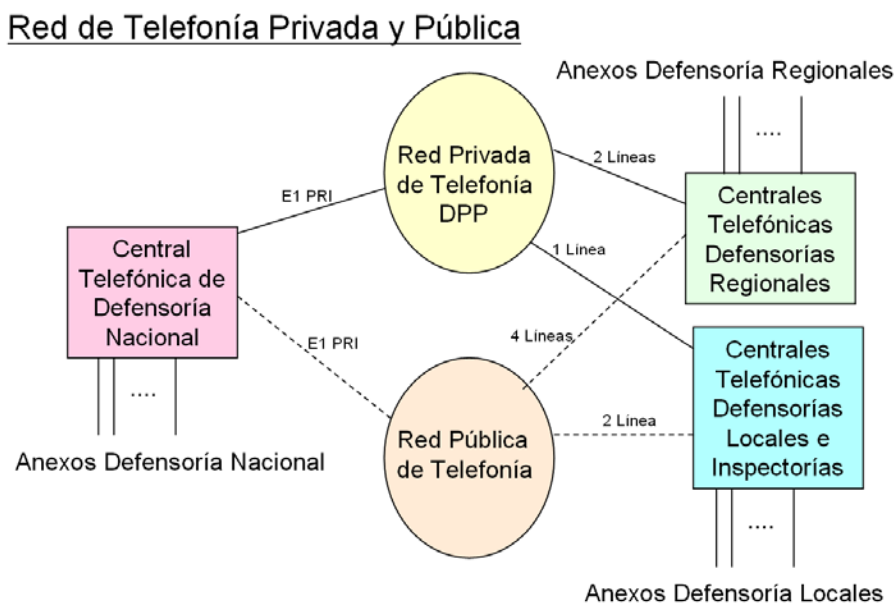 Red de Telefonía Privada y Pública
Anexos Defensoría Regionales
....
Red Privada
de Telefonía
DPP
2 Líneas
E1 PRI
Centrales
Telefónicas
Defensorías
Regionales
Central
Telefónica de
Defensoría
Nacional
1 Línea
E1 PRI
4 Líneas
Centrales
Telefónicas
Defensorías
Locales e
Inspectorías
....
Anexos Defensoría Nacional
Red Pública
de Telefonía
2 Línea
....
Anexos Defensoría Locales